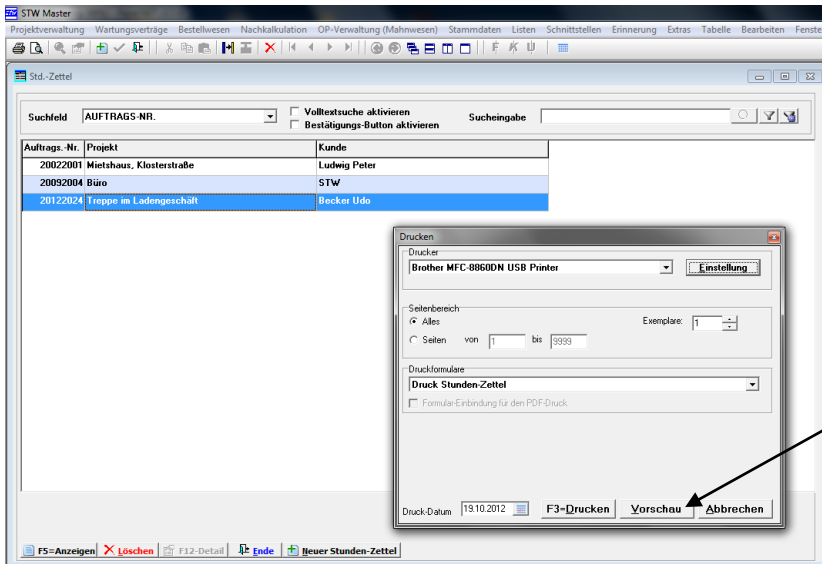 STW Master
Projektverwaltung Wartungsverträge Bestellwesen Nachkalkulation OP-Verwaltung (Mahnwesen) Stammdaten Listen Schnittstellen Erinnerung Extras Tabelle Bearbeiten Fenste
Std.-Zettel
Suchfeld AUFTRAGS-NR. Volltextsuche aktivieren Sucheingabe
Bestätigungs-Button aktivieren
Auftrags.-Nr. Projekt Kunde
20022001 Mietshaus, Klosterstraße Ludwig Peter
20092004 Büro STW
20122024 Treppe im Ladengeschäft Becker Udo
Drucken
Drucker
Brother MFC-8860DN USB Printer Einstellung
Seitenbereich
Alles Exemplare: 1
Seiten von 1 bis 9999
Druckformulare
Druck Stunden-Zettel
Formular-Einbindung für den PDF-Druck
Druck-Datum 19.10.2012 F3=Drucken Vorschau Abbrechen
F5=Anzeigen Löschen F12-Detail Ende Neuer Stunden-Zettel